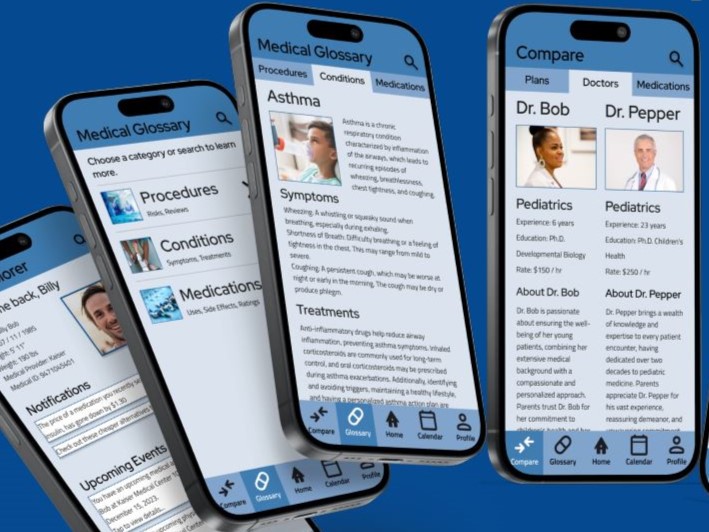 orer
ne back, Billy
lly Bob
07 / 11 / 1985
Height: 5' 11"
Weight: 190 lbs
Medical Provider: Kaiser
Medical ID: 9471040401
Notifications
The price of a medication you recently
insulin, has gone down by $1.30
Check out these cheaper alternatives
Upcoming Events
You have an upcoming medical
Bob at Kaiser Medical Center
December 15, 2023.
Tap to view details...
upcoming
Medical Glossary
Choose a category or search to learn
more.
Procedures
Risks, Reviews
Conditions
Symptoms, Treatments
Medications
Uses, Side Effects, Ratings
Compare
Glossary
Home
Calendar
Profile
Medical Glossary
Procedures
Conditions
Medications
Asthma
Asthma is a chronic
respiratory condition
characterized by inflammation
of the airways, which leads to
recurring episodes of
wheezing, breathlessness,
chest tightness, and coughing.
Symptoms
Wheezing: A whistling or squeaky sound when
breathing, especially during exhaling.
Shortness of Breath: Difficulty breathing or a feeling of
tightness in the chest. This may range from mild to
severe.
Coughing: A persistent cough, which may be worse at
night or early in the morning. The cough may be dry or
produce phlegm.
Treatments
Anti-inflammatory drugs help reduce airway
inflammation, preventing asthma symptoms. Inhaled
corticosteroids are commonly used for long-term
control, and oral corticosteroids may be prescribed
during asthma exacerbations. Additionally, identifying
and avoiding triggers, maintaining a healthy lifestyle,
and having a personalized asthma action plan are
Compare
Glossary
Home
Calendar
Profile
Compare
Plans
Doctors
Medications
Dr. Bob
Dr. Pepper
Pediatrics
Experience: 6 years
Education: Ph.D.
Developmental Biology
Rate: $150 / hr
Pediatrics
Experience: 23 years
Education: Ph.D. Children's
Health
Rate: $250 / hr
About Dr. Bob
Dr. Bob is passionate
about ensuring the well-
being of her young
patients, combining her
extensive medical
background with a
compassionate and
personalized approach.
Parents trust Dr. Bob for
her commitment to
children's health and her
About Dr. Pepper
Dr. Pepper brings a wealth
of knowledge and
expertise to every patient
encounter, having
dedicated over two
decades to pediatric
medicine. Parents
appreciate Dr. Pepper for
his vast experience,
reassuring demeanor, and
Compare
Glossary
Home
Calendar
Profile